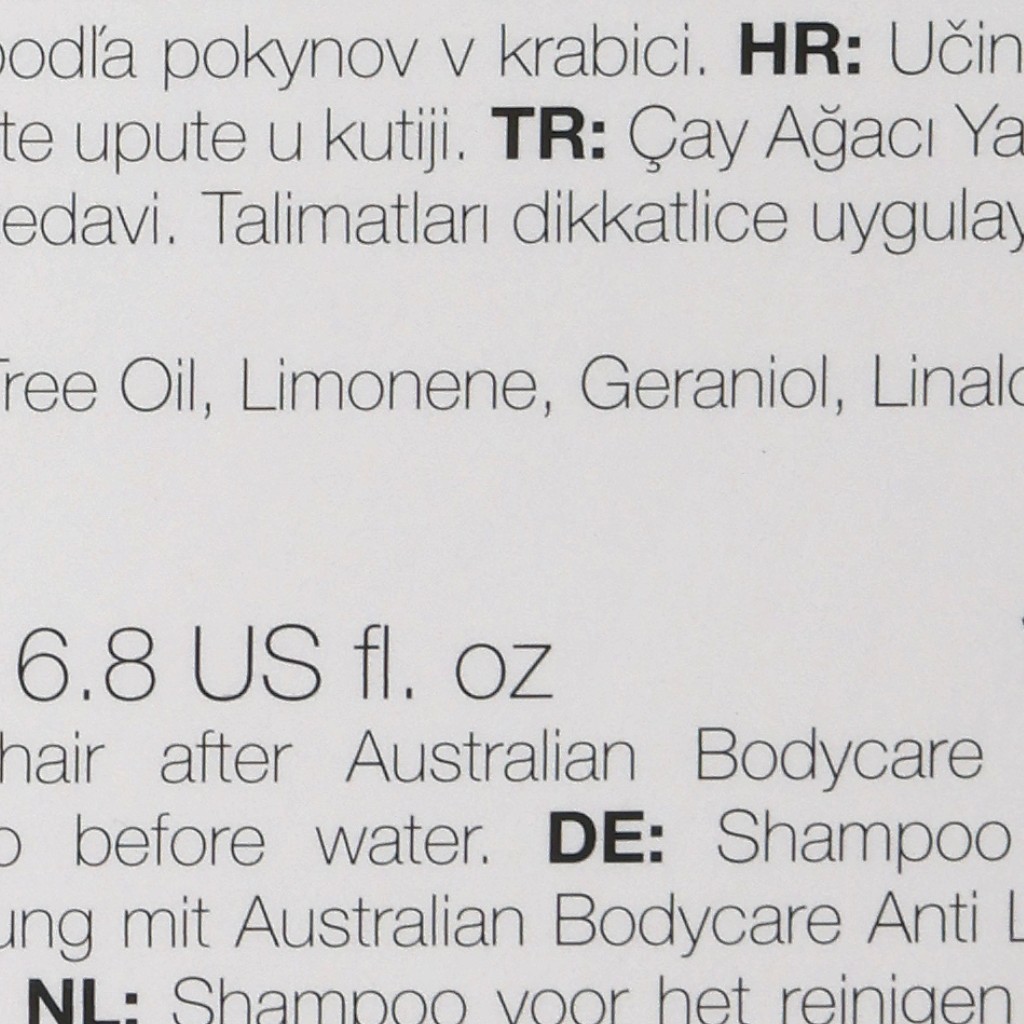 podľa pokynov v krabici. HR: Učin
te upute u kutiji. TR: Çay Ağacı Ya
edavi. Talimatları dikkatlice uygulay
Tree Oil, Limonene, Geraniol, Linalo
6.8 US fl. oz
hair after Australian Bodycare
o before water. DE: Shampoo
ung mit Australian Bodycare Anti L
NL: Shampoo voor het reinigen